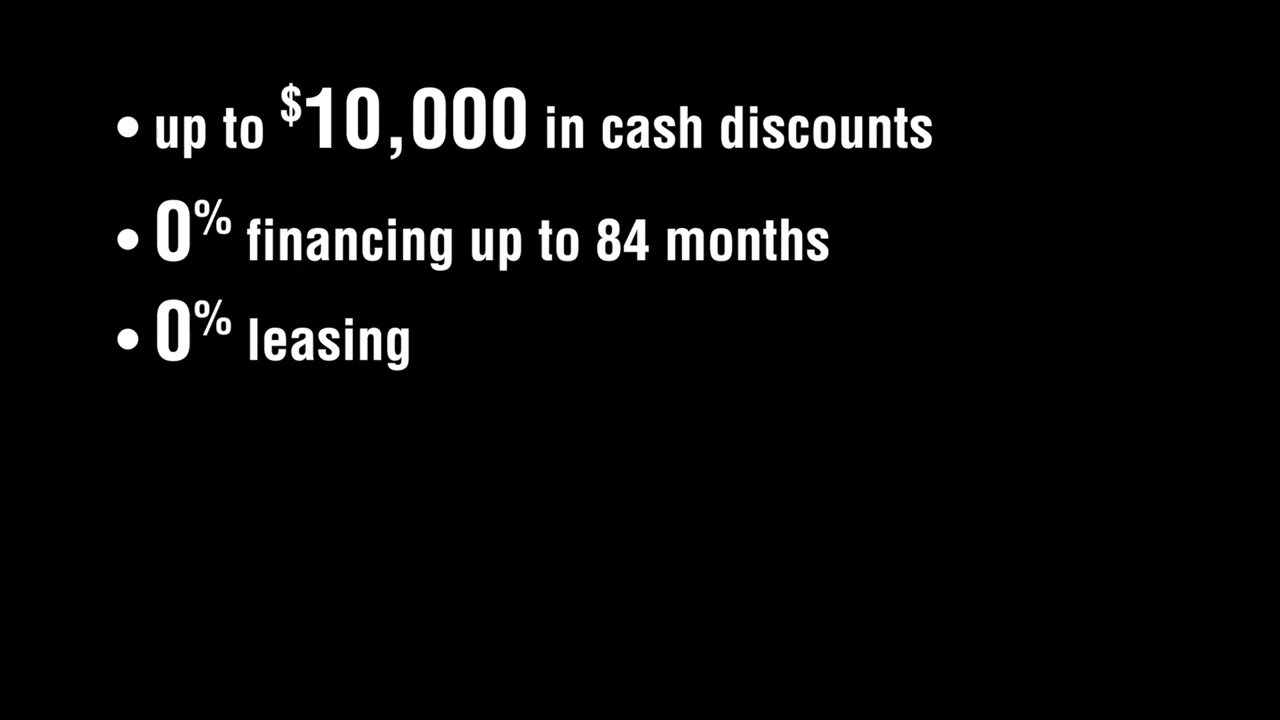 • up to $10,000 in cash discounts
• 0% financing up to 84 months
• 0% leasing